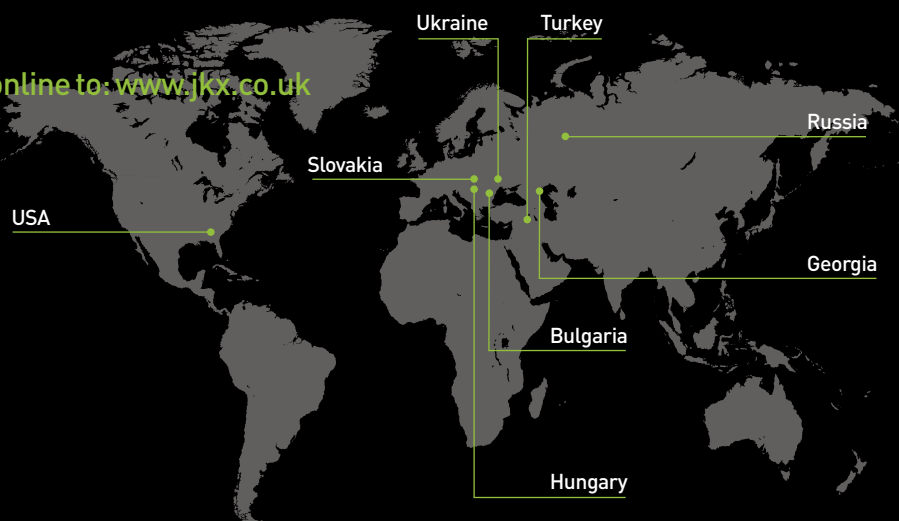 Ukraine
Turkey
online to: www.jkx.co.uk
Russia
Slovakia
USA
Georgia
Bulgaria
Hungary